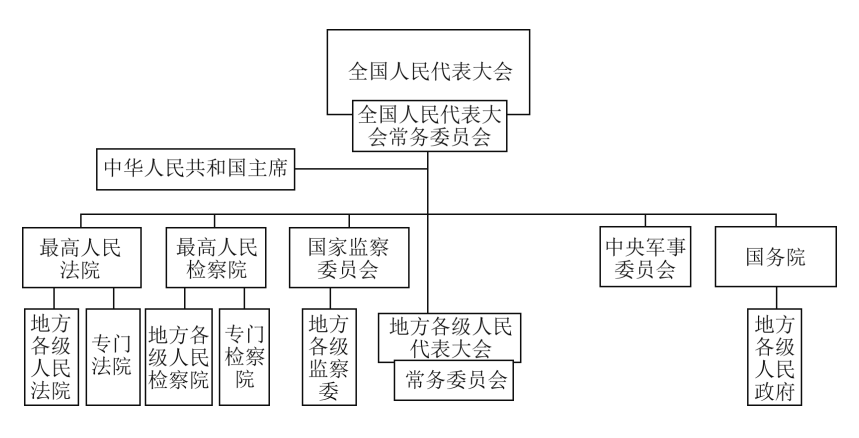 全国人民代表大会
全国人民代表大
会常务委员会
中华人民共和国主席
最高人民
法院
最高人民
检察院
国家监察
委员会
中央军事
委员会
国务院
地方
各级
人民
法院
专门
法院
地方各
级人民
检察院
专门
检察
院
地方
各级
监察
委
地方各级人民
代表大会
常务委员会
地方
各级
人民
政府